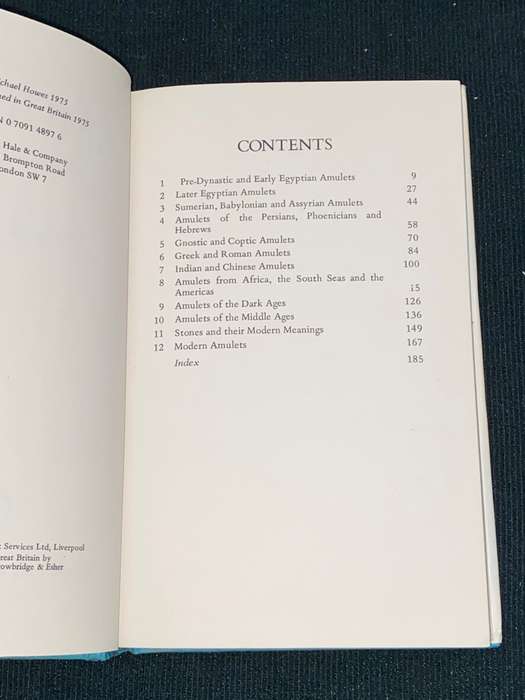 chael Howes 1975
ed in Great Britain 1975
0 7091 4897 6
Hale & Company
Brompton Road
ondon SW 7
Services Ltd, Liverpool
reat Britain by
owbridge & Esher
CONTENTS
1 Pre-Dynastic and Early Egyptian Amulets 9
2 Later Egyptian Amulets 27
3 Sumerian, Babylonian and Assyrian Amulets 44
4 Amulets of the Persians, Phoenicians and
Hebrews 58
5 Gnostic and Coptic Amulets 70
6 Greek and Roman Amulets 84
7 Indian and Chinese Amulets 100
8 Amulets from Africa, the South Seas and the
Americas 15
9 Amulets of the Dark Ages 126
10 Amulets of the Middle Ages 136
11 Stones and their Modern Meanings 149
12 Modern Amulets 167
Index 185